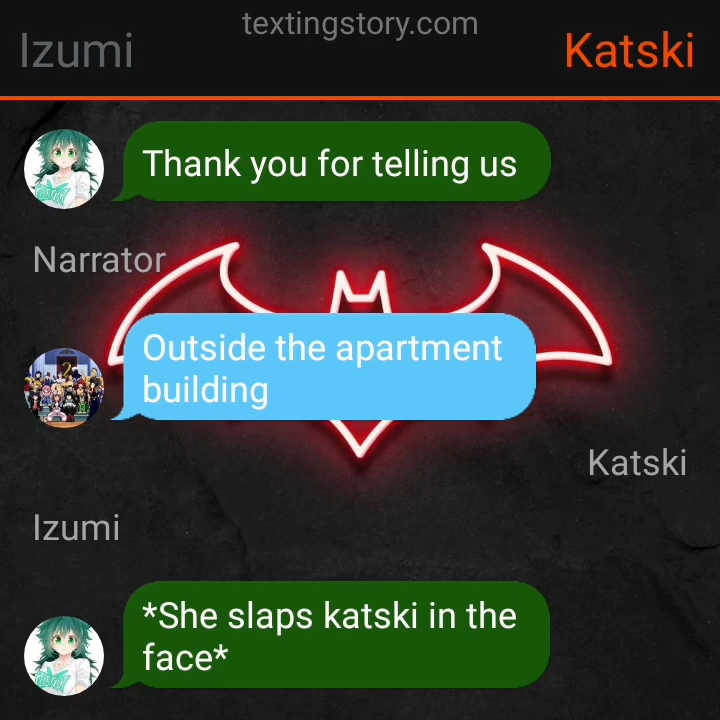 textingstory.com
Izumi
Katski
Thank you for telling us
Narrator
Outside the apartment
building
Katski
Izumi
*She slaps katski in the
face*